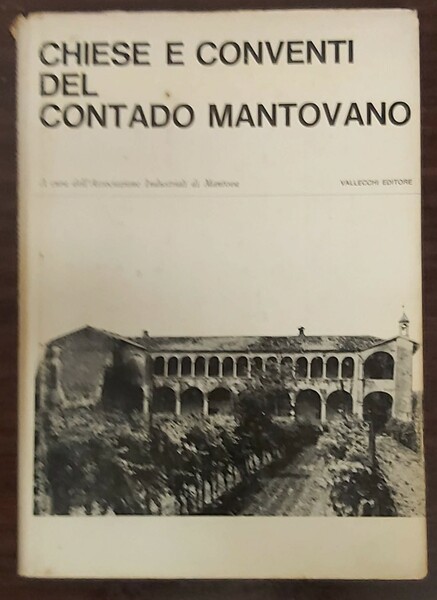 CHIESE E CONVENTI
DEL
CONTADO MANTOVANO
A cura dell'Associazione Industriali di Mantova
VALLECCHI EDITORE